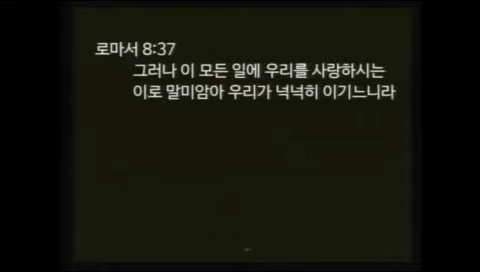 로마서 8:37
그러나 이 모든 일에 우리를 사랑하시는
이로 말미암아 우리가 넉넉히 이기느니라